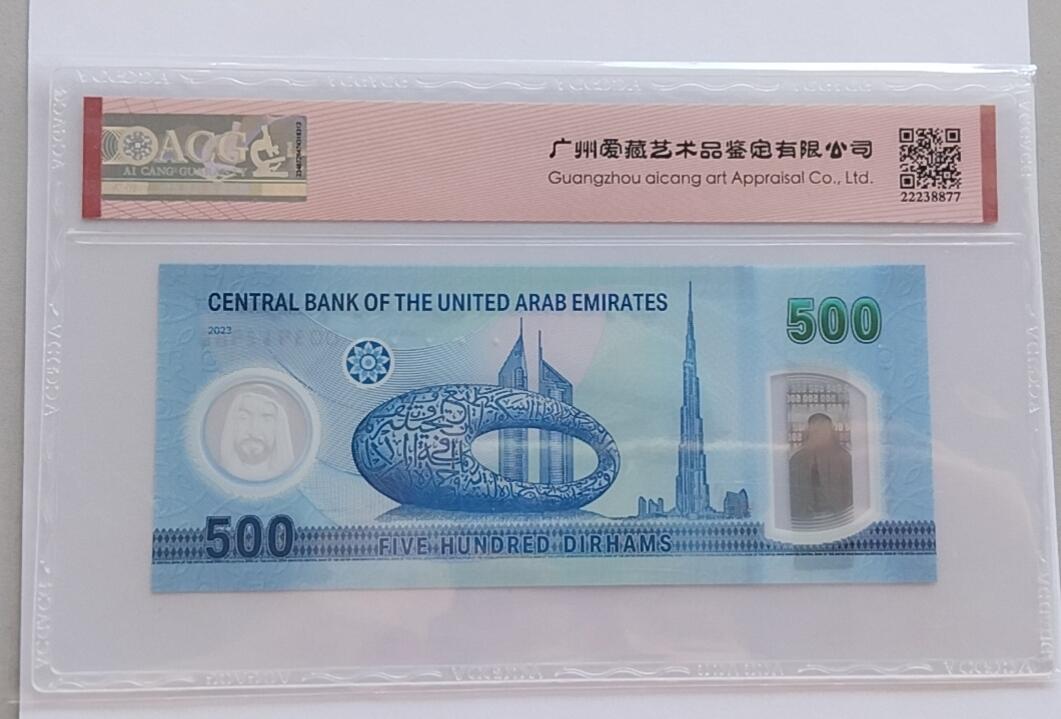 ACG
AI CANG GU
广州爱藏艺术品鉴定有限公司
Guangzhou aicang art Appraisal Co., Ltd.
22238877
CENTRAL BANK OF THE UNITED ARAB EMIRATES
2023
500
500
FIVE HUNDRED DIRHAMS